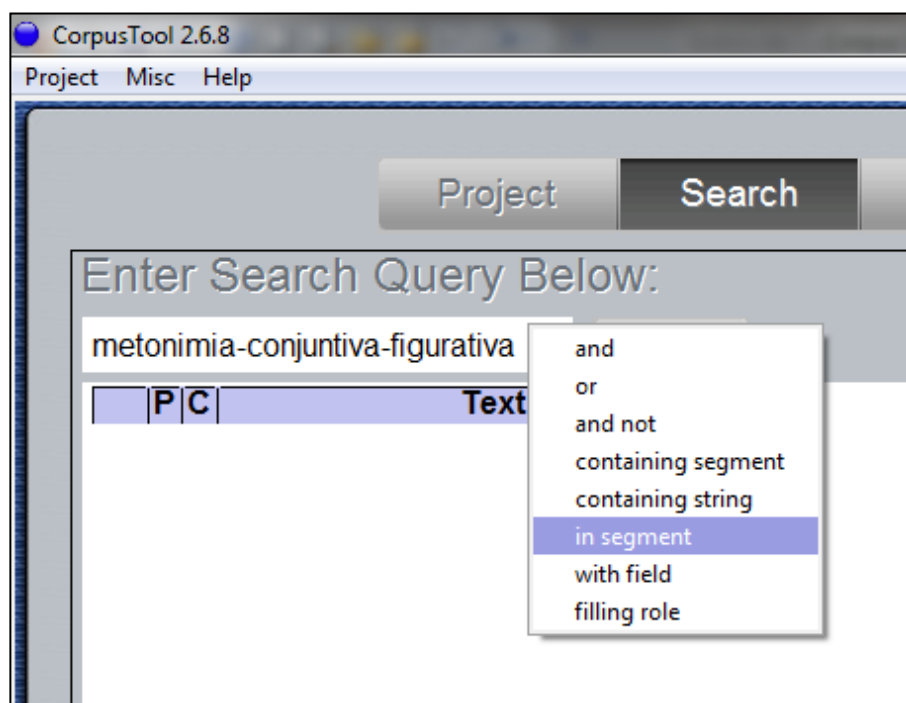 CorpusTool 2.6.8
Project Misc Help
Project Search
Enter Search Query Below:
metonimia-conjuntiva-figurativa
P C Text
and
or
and not
containing segment
containing string
in segment
with field
filling role